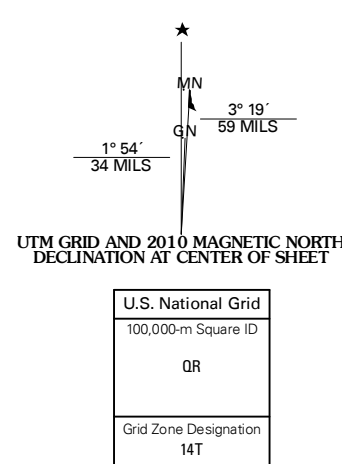 ★
MN
3° 19´
59 MILS
GN
1° 54´
34 MILS
UTM GRID AND 2010 MAGNETIC NORTH
DECLINATION AT CENTER OF SHEET
U.S. National Grid
100,000-m Square ID
QR
Grid Zone Designation
14T